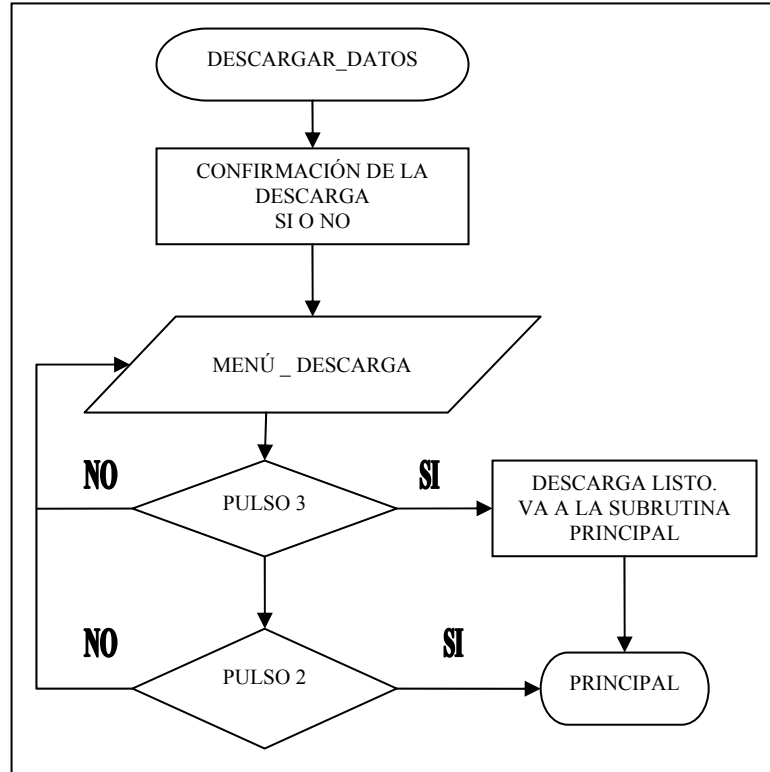 DESCARGAR_DATOS
CONFIRMACIÓN DE LA
DESCARGA
SI O NO
MENÚ _ DESCARGA
NO
PULSO 3
SI
DESCARGA LISTO.
VA A LA SUBRUTINA
PRINCIPAL
NO
PULSO 2
SI
PRINCIPAL